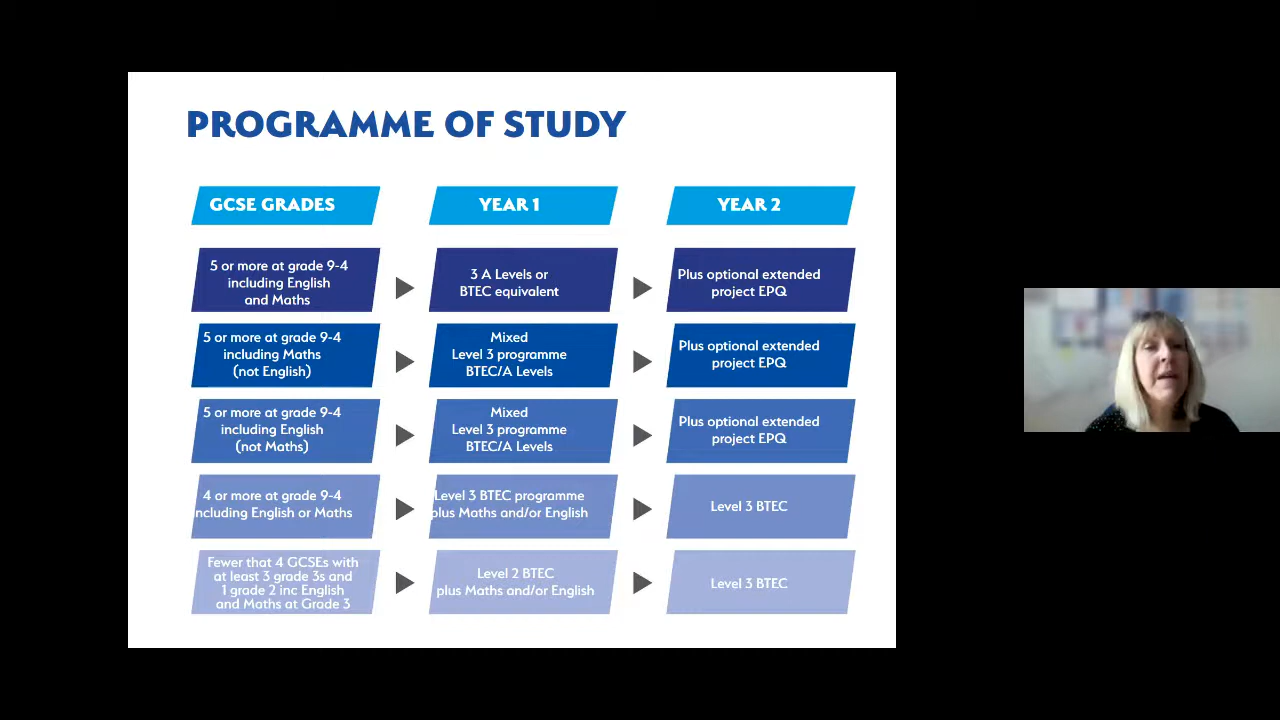 PROGRAMME OF STUDY
GCSE GRADES
YEAR 1
YEAR 2
5 or more at grade 9-4
including English
and Maths
3 A Levels or
BTEC equivalent
Plus optional extended
project EPQ
5 or more at grade 9-4
including Maths
(not English)
Mixed
Level 3 programme
BTEC/A Levels
Plus optional extended
project EPQ
5 or more at grade 9-4
including English
(not Maths)
Mixed
Level 3 programme
BTEC/A Levels
Plus optional extended
project EPQ
4 or more at grade 9-4
including English or Maths
Level 3 BTEC programme
plus Maths and/or English
Level 3 BTEC
Fewer that 4 GCSEs with
at least 3 grade 3s and
1 grade 2 inc English
and Maths at Grade 3
Level 2 BTEC
plus Maths and/or English
Level 3 BTEC